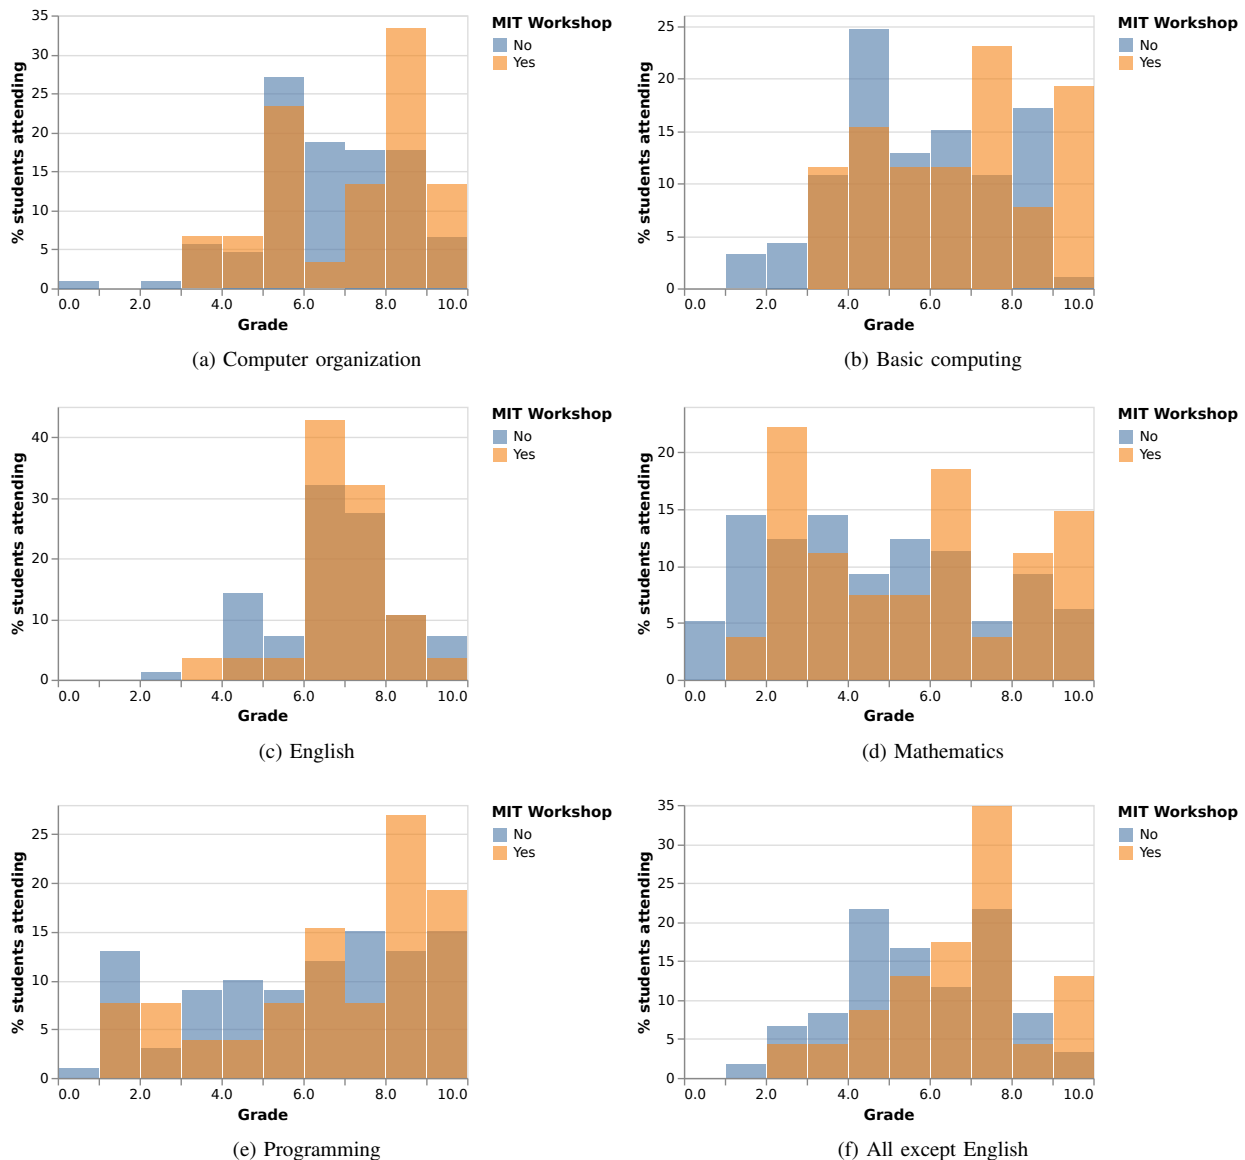 35
30
25
20
15
10
5
0
% students attending
0.0 2.0 4.0 6.0 8.0 10.0
Grade
MIT Workshop
No
Yes
(a) Computer organization
25
20
15
10
5
0
% students attending
0.0 2.0 4.0 6.0 8.0 10.0
Grade
MIT Workshop
No
Yes
(b) Basic computing
40
30
20
10
0
% students attending
0.0 2.0 4.0 6.0 8.0 10.0
Grade
MIT Workshop
No
Yes
(c) English
20
15
10
5
0
% students attending
0.0 2.0 4.0 6.0 8.0 10.0
Grade
MIT Workshop
No
Yes
(d) Mathematics
25
20
15
10
5
0
% students attending
0.0 2.0 4.0 6.0 8.0 10.0
Grade
MIT Workshop
No
Yes
(e) Programming
35
30
25
20
15
10
5
0
% students attending
0.0 2.0 4.0 6.0 8.0 10.0
Grade
MIT Workshop
No
Yes
(f) All except English